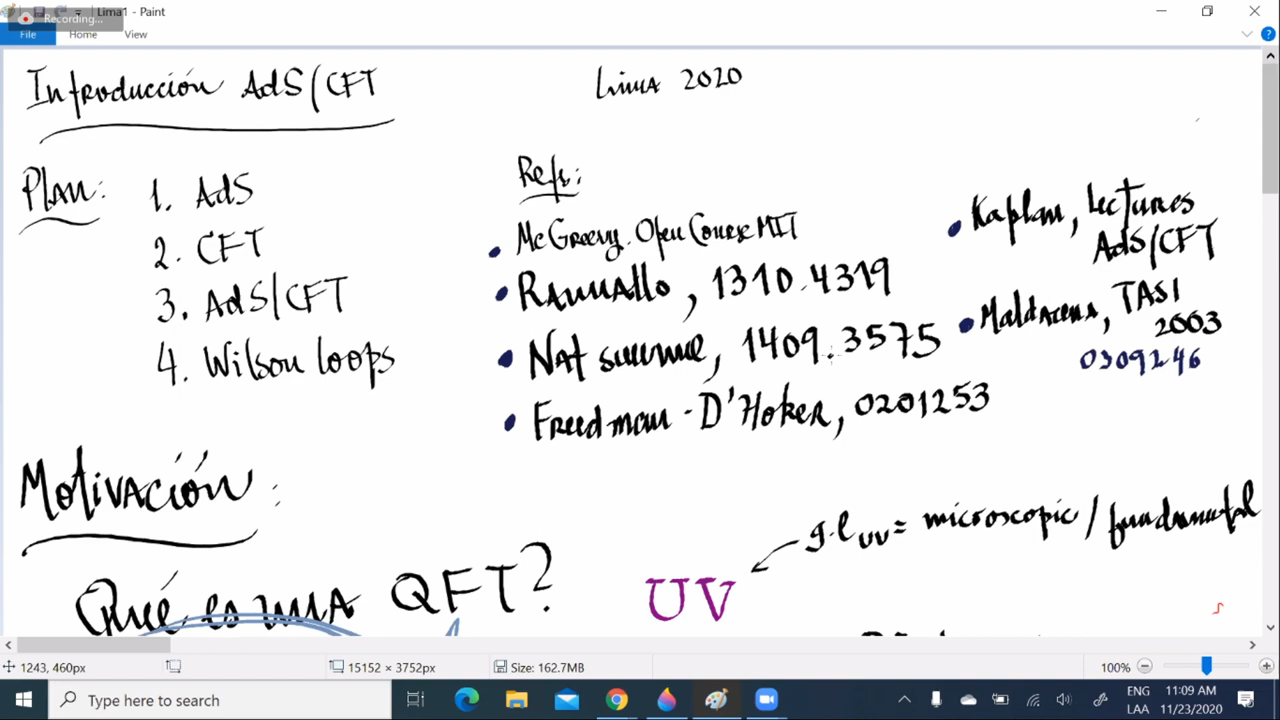 Recording...
Lima1 - Paint
File Home View
Introducción AdS/CFT
Lima 2020
Plan:
1. AdS
2. CFT
3. AdS/CFT
4. Wilson loops
Refs:
McGreevy. Open Course MIT
Ramallo, 1310.4319
Nat 1409.3575
Freedman - D'Hoker, 0201253
Kaplan, Lectures
AdS/CFT
Maldacena, TASI
2003
0309246
Motivación:
Qué es una QFT?
UV
g.l UV = microscopic / fundamental
1243, 460px
15152 × 3752px
Size: 162.7MB
100%
Type here to search
ENG
LAA
11:09 AM
11/23/2020